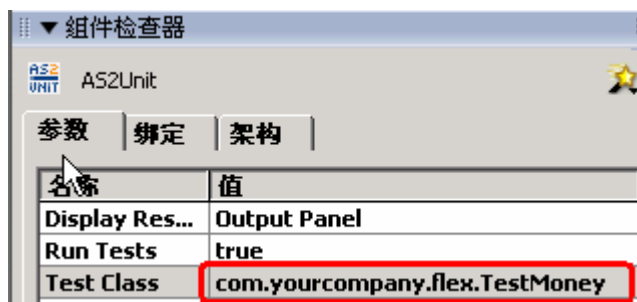 组件检查器
AS2 UNIT AS2Unit
参数 绑定 架构
名称 值
Display Res... Output Panel
Run Tests true
Test Class com.yourcompany.flex.TestMoney